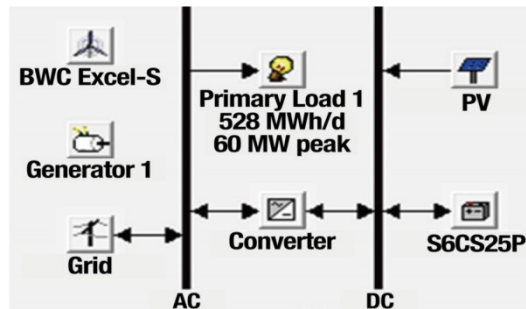 BWC Excel-S
Primary Load 1
528 MWh/d
60 MW peak
PV
Generator 1
Grid
Converter
S6CS25P
AC
DC